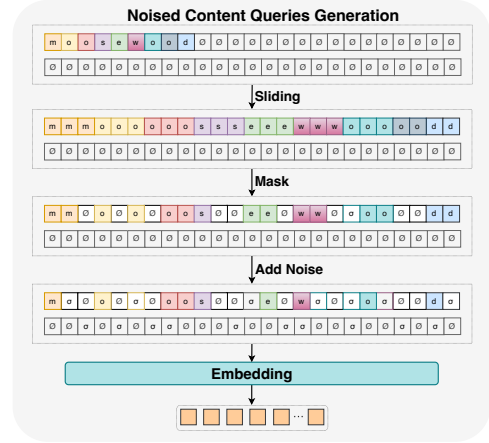 Noised Content Queries Generation
m o o s e w o o d Ø Ø Ø Ø Ø Ø Ø Ø Ø Ø Ø Ø Ø Ø Ø Ø
Ø Ø Ø Ø Ø Ø Ø Ø Ø Ø Ø Ø Ø Ø Ø Ø Ø Ø Ø Ø Ø Ø Ø Ø Ø
Sliding
m m m o o o o o o s s s e e e w w w o o o o o d d
Ø Ø Ø Ø Ø Ø Ø Ø Ø Ø Ø Ø Ø Ø Ø Ø Ø Ø Ø Ø Ø Ø Ø Ø Ø
Mask
m m Ø o Ø o Ø o o s Ø Ø e e Ø w w Ø σ o o Ø Ø d d
Ø Ø Ø Ø Ø Ø Ø Ø Ø Ø Ø Ø Ø Ø Ø Ø Ø Ø Ø Ø Ø Ø Ø Ø Ø
Add Noise
m σ Ø o Ø σ Ø o o s Ø Ø σ e Ø w σ Ø σ o σ Ø Ø d σ
Embedding
...